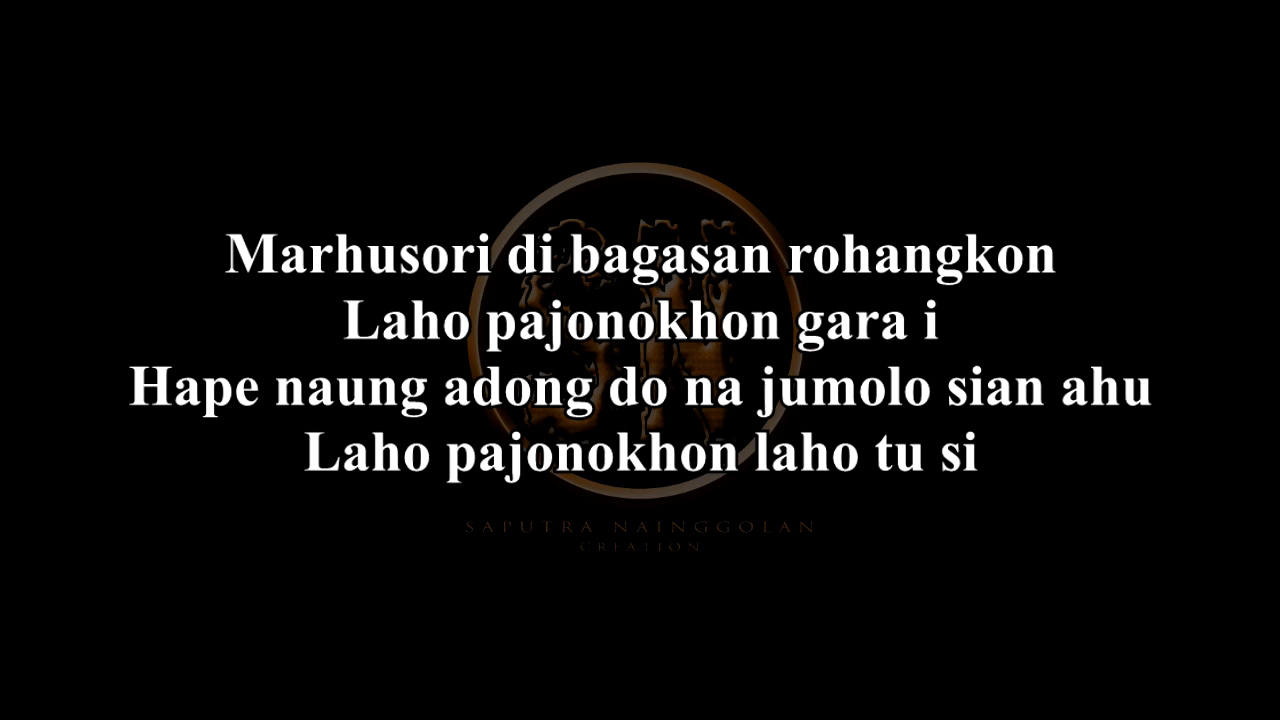 Marhusori di bagasan rohangkon
Laho pajonokhon gara i
Hape naung adong do na jumolo sian ahu
Laho pajonokhon laho tu si
SAPUTRA NAINGGOLAN
CREATION